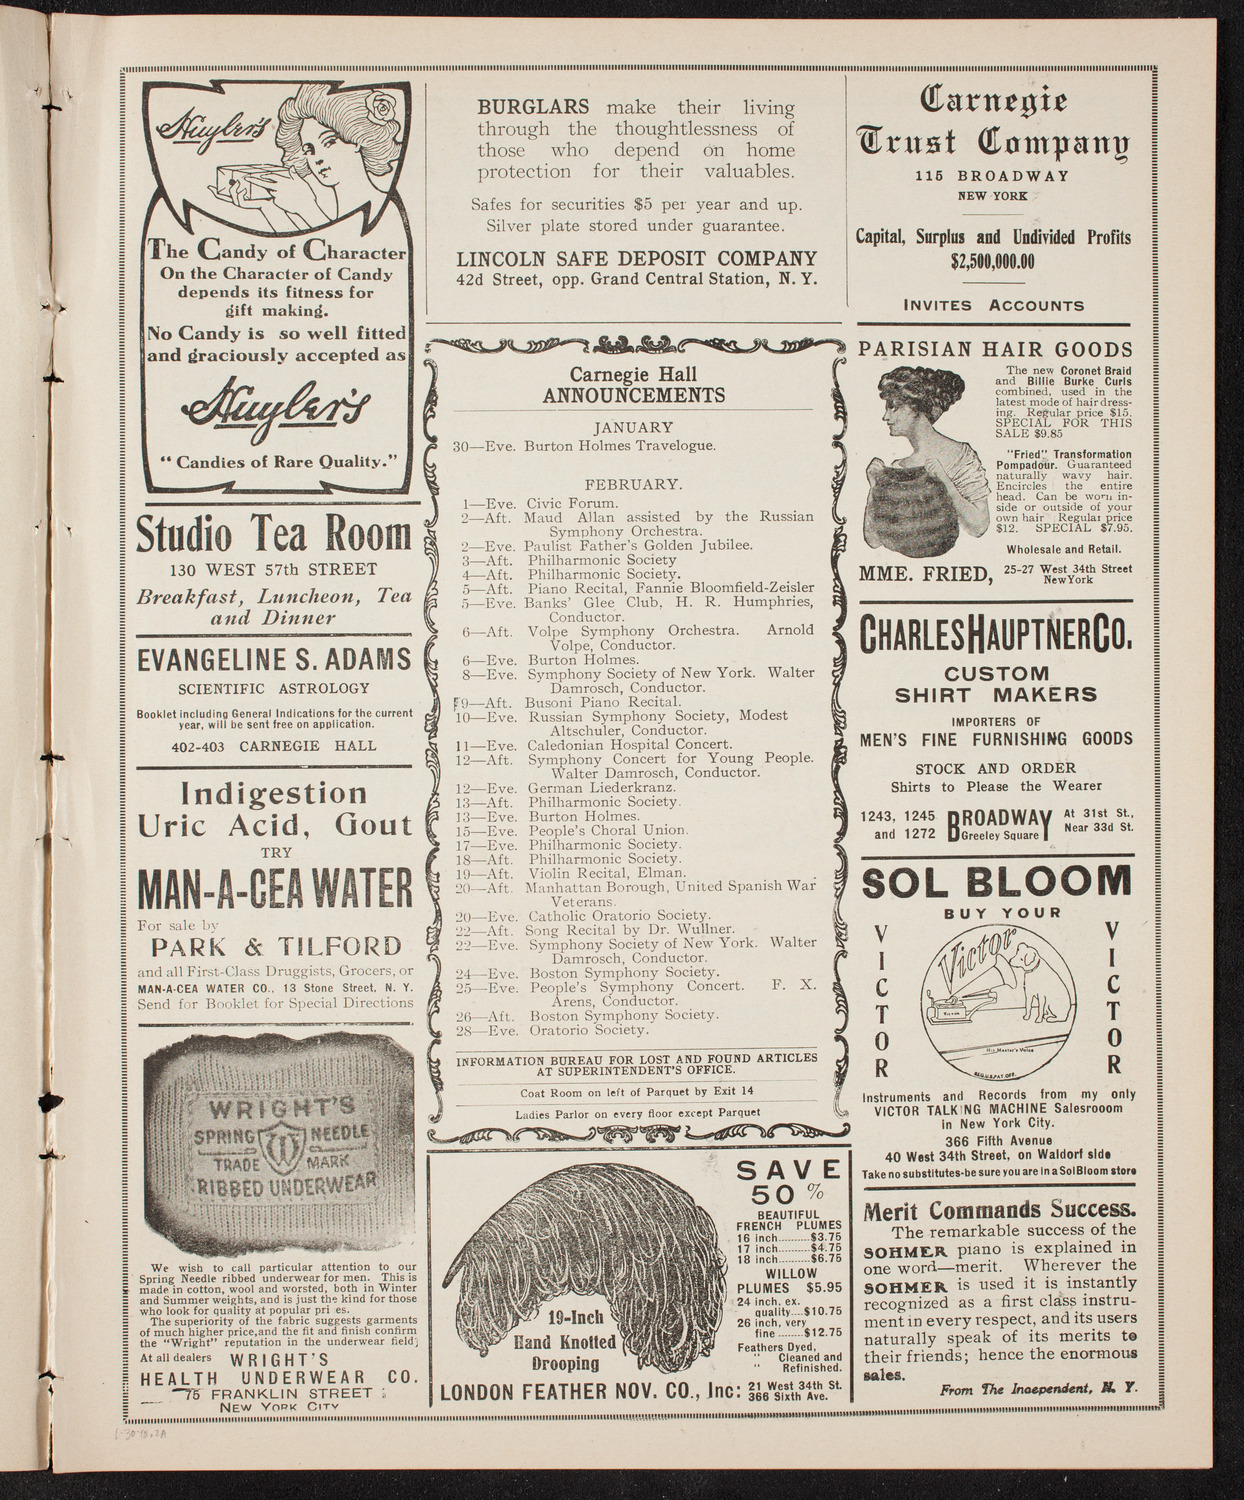 Huyler's
The Candy of Character
On the Character of Candy
depends its fitness for
gift making.
No Candy is so well fitted
and graciously accepted as
Huyler's
"Candies of Rare Quality."
Studio Tea Room
130 WEST 57th STREET
Breakfast, Luncheon, Tea
and Dinner
EVANGELINE S. ADAMS
SCIENTIFIC ASTROLOGY
Booklet including General Indications for the current
year, will be sent free on application.
402-403 CARNEGIE HALL
Indigestion
Uric Acid, Gout
TRY
MAN-A-CEA WATER
For sale by
PARK & TILFORD
and all First-Class Druggists, Grocers, or
MAN-A-CEA WATER CO., 13 Stone Street, N. Y.
Send for Booklet for Special Directions
WRIGHT'S
SPRING NEEDLE
TRADE MARK
RIBBED UNDERWEAR
We wish to call particular attention to our
Spring Needle ribbed underwear for men. This is
made in cotton, wool and worsted, both in Winter
and Summer weights, and is just the kind for those
who look for quality at popular pri es.
The superiority of the fabric suggests garments
of much higher price,and the fit and finish confirm
the "Wright" reputation in the underwear field
At all dealers WRIGHT'S
HEALTH UNDERWEAR CO.
75 FRANKLIN STREET
NEW YORK CITY
BURGLARS make their living
through the thoughtlessness of
those who depend on home
protection for their valuables.
Safes for securities $5 per year and up.
Silver plate stored under guarantee.
LINCOLN SAFE DEPOSIT COMPANY
42d Street, opp. Grand Central Station, N. Y.
Carnegie Hall
ANNOUNCEMENTS
JANUARY
30—Eve. Burton Holmes Travelogue.
FEBRUARY.
1—Eve. Civic Forum.
2—Aft. Maud Allan assisted by the Russian
Symphony Orchestra.
2—Eve. Paulist Father's Golden Jubilee.
3—Aft. Philharmonic Society
4—Aft. Philharmonic Society.
5—Aft. Piano Recital, Fannie Bloomfield-Zeisler
5—Eve. Banks' Glee Club, H. R. Humphries,
Conductor.
6—Aft. Volpe Symphony Orchestra. Arnold
Volpe, Conductor.
6—Eve. Burton Holmes.
8—Eve. Symphony Society of New York. Walter
Damrosch, Conductor.
9—Aft. Busoni Piano Recital.
10—Eve. Russian Symphony Society, Modest
Altschuler, Conductor.
11—Eve. Caledonian Hospital Concert.
12—Aft. Symphony Concert for Young People.
Walter Damrosch, Conductor.
12—Eve. German Liederkranz.
13—Aft. Philharmonic Society.
13—Eve. Burton Holmes.
15—Eve. People's Choral Union.
17—Eve. Philharmonic Society.
18—Aft. Philharmonic Society.
19—Aft. Violin Recital, Elman.
20—Aft. Manhattan Borough, United Spanish War
Veterans.
20—Eve. Catholic Oratorio Society.
22—Aft. Song Recital by Dr. Wullner.
22—Eve. Symphony Society of New York. Walter
Damrosch, Conductor.
24—Eve. Boston Symphony Society.
25—Eve. People's Symphony Concert. F. X.
Arens, Conductor.
26—Aft. Boston Symphony Society.
28—Eve. Oratorio Society.
INFORMATION BUREAU FOR LOST AND FOUND ARTICLES
AT SUPERINTENDENT'S OFFICE.
Coat Room on left of Parquet by Exit 14
Ladies Parlor on every floor except Parquet
19-Inch
Hand Knotted
Drooping
SAVE
50 %
BEAUTIFUL
FRENCH PLUMES
16 inch..........$3.75
17 inch..........$4.75
18 inch..........$6.75
WILLOW
PLUMES $5.95
24 inch, ex.
quality....$10.75
26 inch, very
fine ........$12.75
Feathers Dyed,
" Cleaned and
" Refinished.
LONDON FEATHER NOV. CO., Inc: 21 West 34th St.
366 Sixth Ave.
Carnegie
Trust Company
115 BROADWAY
NEW YORK
Capital, Surplus and Undivided Profits
$2,500,000.00
INVITES ACCOUNTS
PARISIAN HAIR GOODS
The new Coronet Braid
and Billie Burke Curls
combined, used in the
latest mode of hair dress-
ing. Regular price $15.
SPECIAL FOR THIS
SALE $9.85
"Fried" Transformation
Pompadour. Guaranteed
naturally wavy hair.
Encircles the entire
head. Can be worn in-
side or outside of your
own hair Regular price
$12. SPECIAL $7.95.
Wholesale and Retail.
MME. FRIED, 25-27 West 34th Street
New York
CHARLES HAUPTNER CO.
CUSTOM
SHIRT MAKERS
IMPORTERS OF
MEN'S FINE FURNISHING GOODS
STOCK AND ORDER
Shirts to Please the Wearer
1243, 1245
and 1272
BROADWAY
Greeley Square
At 31st St.,
Near 33d St.
SOL BLOOM
BUY YOUR
VICTOR
Victor
VICTOR
His Master's Voice
REG.U.S.PAT.OFF.
Instruments and Records from my only
VICTOR TALKING MACHINE Salesrooom
in New York City.
366 Fifth Avenue
40 West 34th Street, on Waldorf side
Take no substitutes-be sure you are in a Sol Bloom store
Merit Commands Success.
The remarkable success of the
SOHMER piano is explained in
one word—merit. Wherever the
SOHMER is used it is instantly
recognized as a first class instru-
ment in every respect, and its users
naturally speak of its merits to
their friends; hence the enormous
sales.
From The Independent, N. Y.